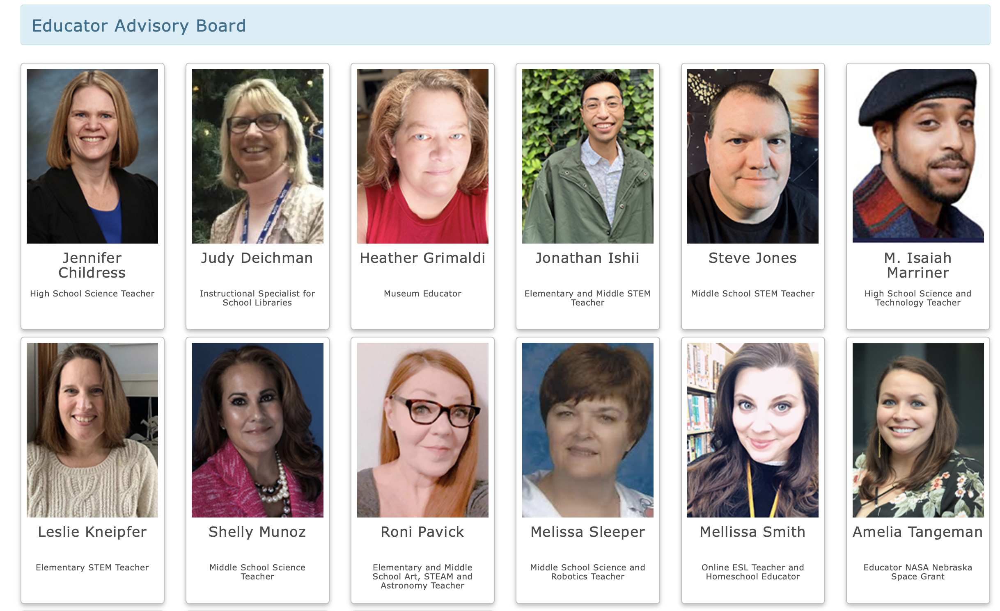 Educator Advisory Board
Jennifer
Childress
High School Science Teacher
Judy Deichman
Instructional Specialist for
School Libraries
Heather Grimaldi
Museum Educator
Jonathan Ishii
Elementary and Middle STEM
Teacher
Steve Jones
Middle School STEM Teacher
M. Isaiah
Marriner
High School Science and
Technology Teacher
Leslie Kneipfer
Elementary STEM Teacher
Shelly Munoz
Middle School Science
Teacher
Roni Pavick
Elementary and Middle
School Art, STEAM and
Astronomy Teacher
Melissa Sleeper
Middle School Science and
Robotics Teacher
Mellissa Smith
Online ESL Teacher and
Homeschool Educator
Amelia Tangeman
Educator NASA Nebraska
Space Grant